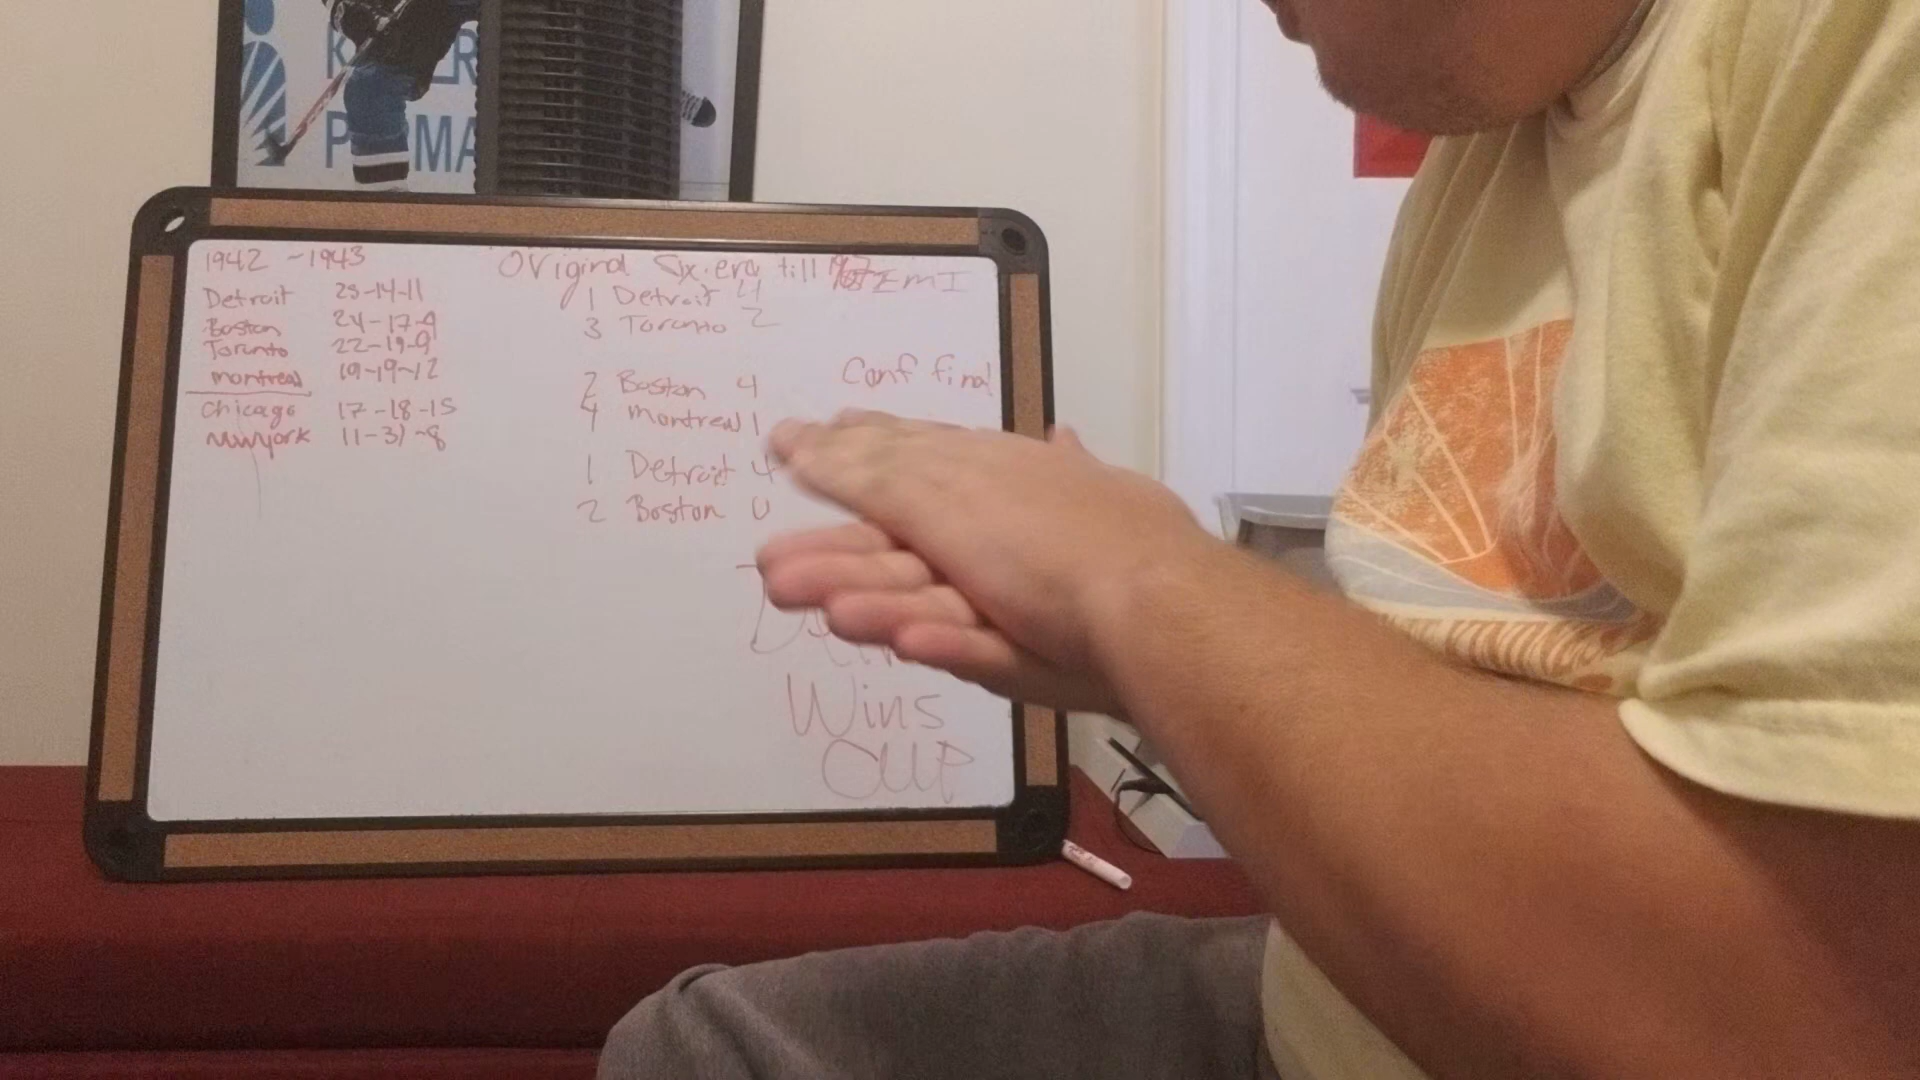 1942 ~1943
Detroit 25-14-11
Boston 24-17-9
Toronto 22-19-9
montreal 19-19-12
Chicago 17-18-15
Newyork 11-31-8
Original Six era till
1 Detroit 4
3 Toronto 2
2 Boston 4
4 montreal 1
Conf final
1 Detroit 4
2 Boston 0
Wins
CUP